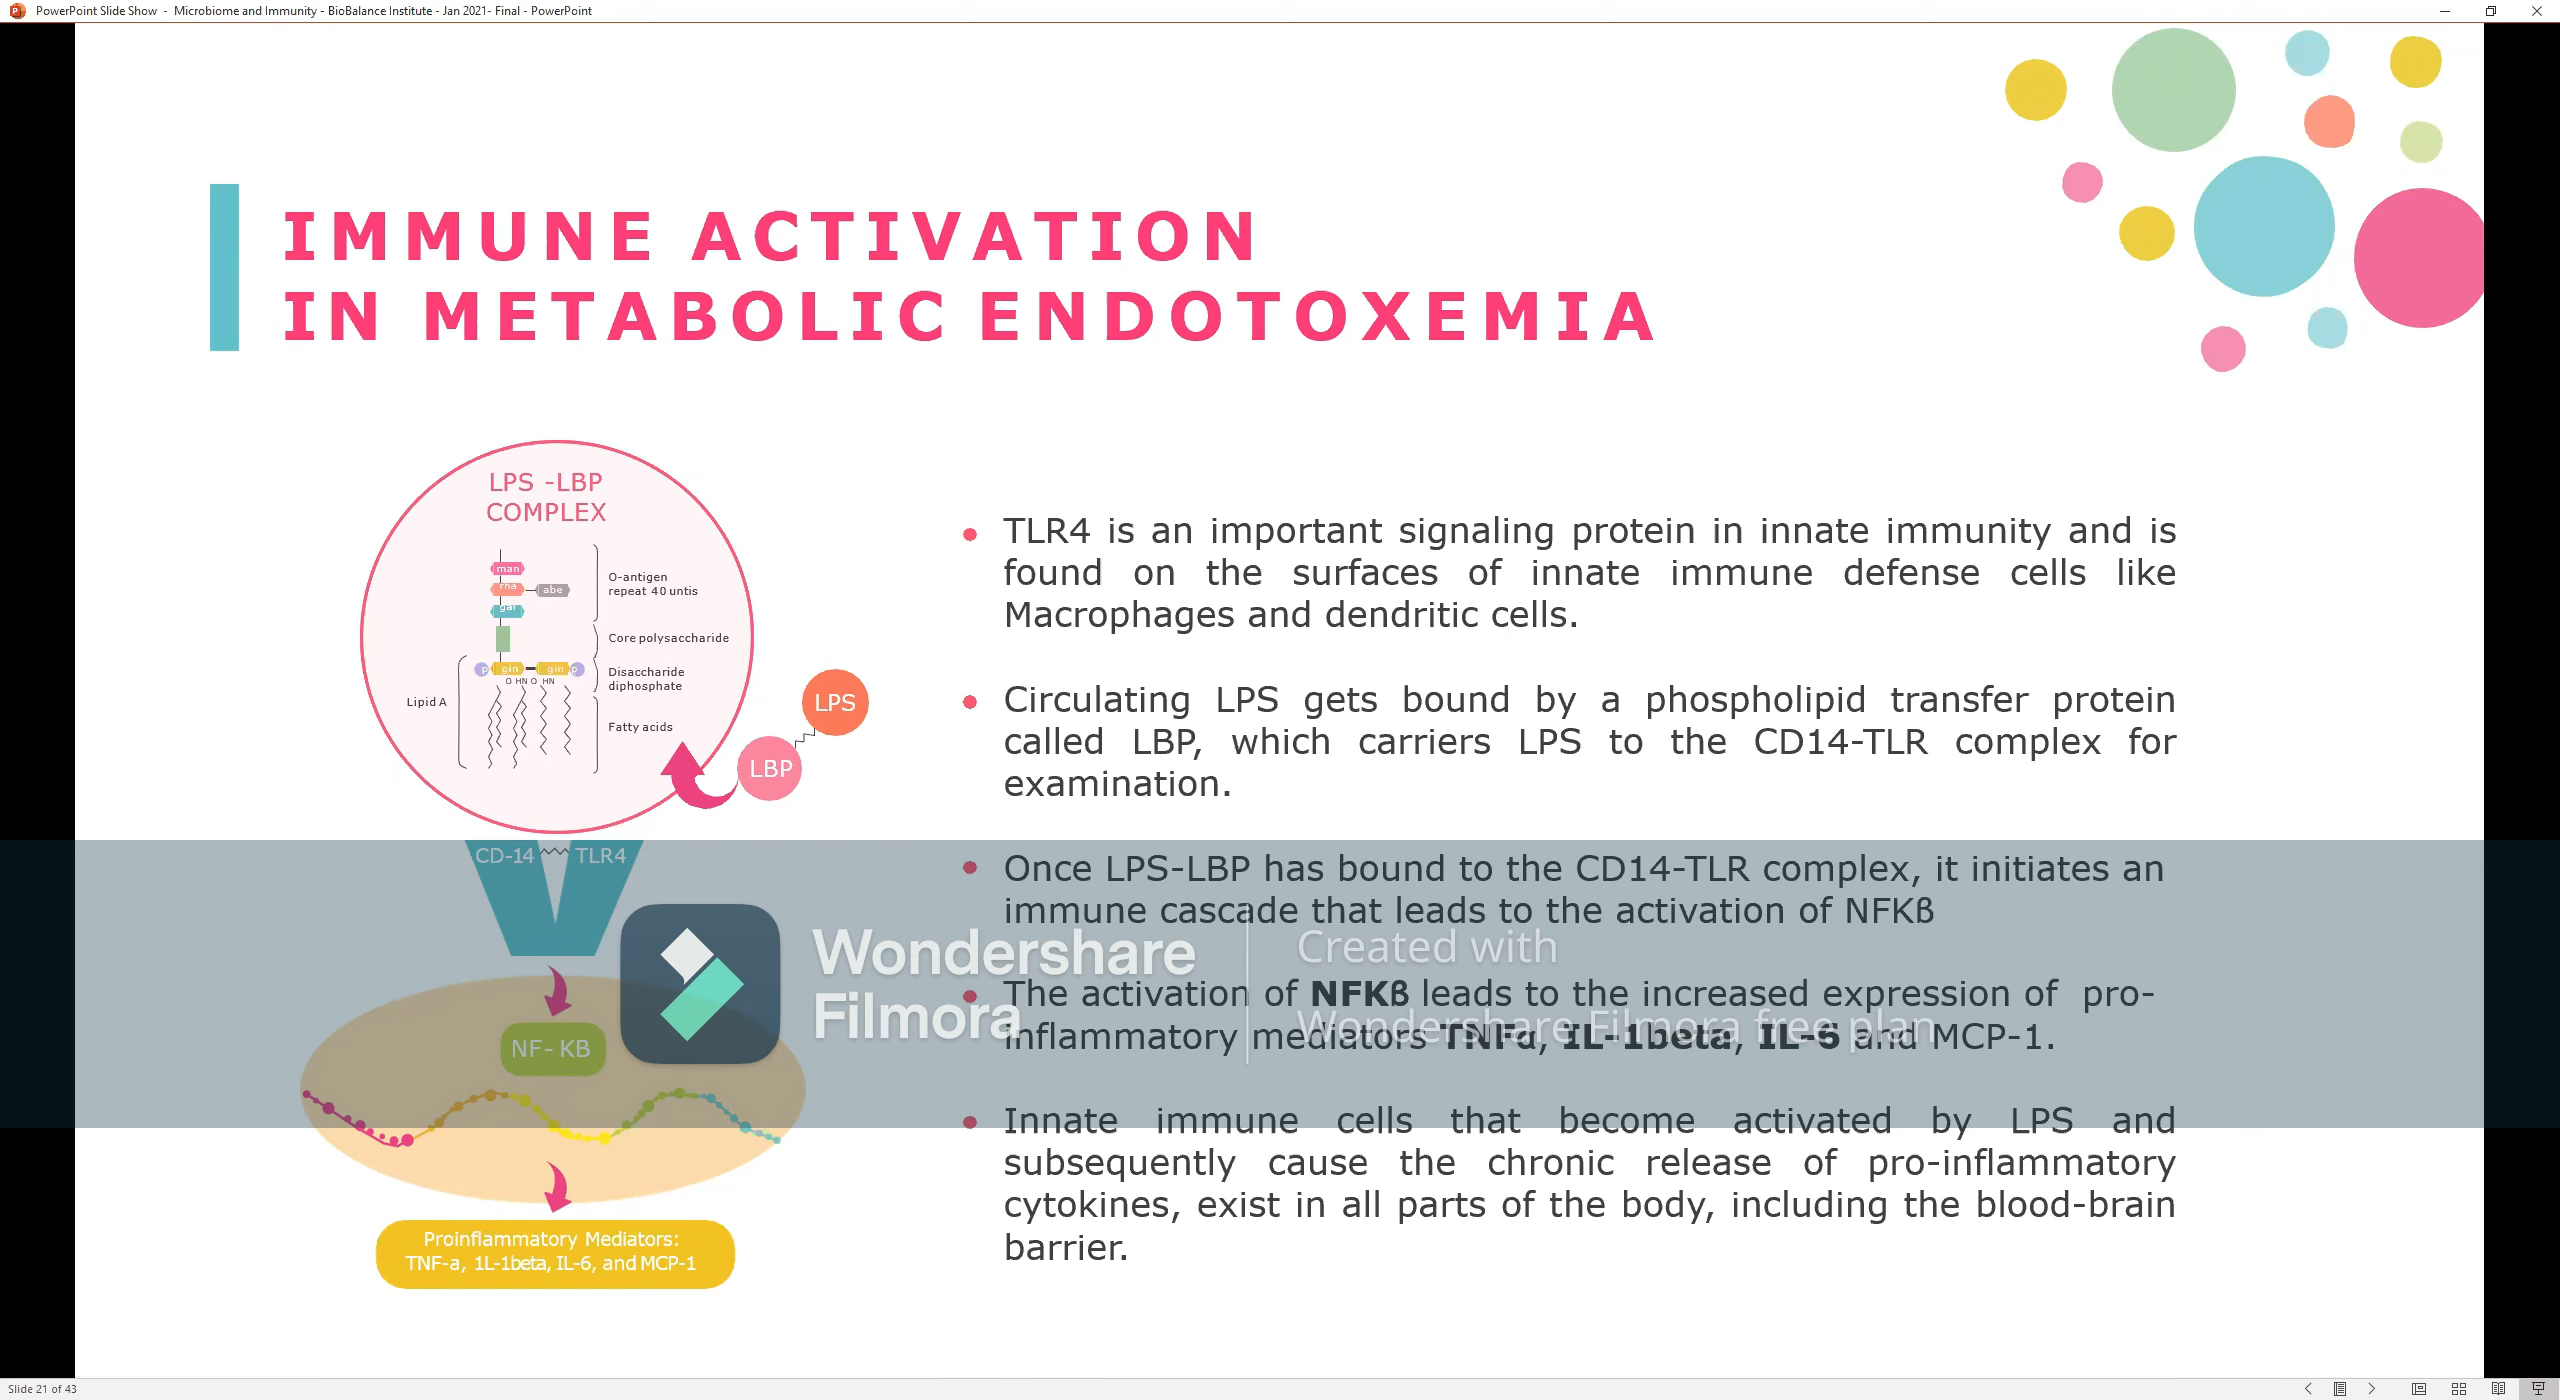 PowerPoint Slide Show - Microbiome and Immunity - BioBalance Institute - Jan 2021- Final - PowerPoint
IMMUNE ACTIVATION
IN METABOLIC ENDOTOXEMIA
LPS -LBP
COMPLEX
man
rha
abe
gal
O-antigen
repeat 40 untis
Core polysaccharide
p gin gin p
O HN O HN
Disaccharide
diphosphate
Lipid A
Fatty acids
LPS
LBP
CD-14 TLR4
NF- KB
Proinflammatory Mediators:
TNF-a, 1L-1beta, IL-6, and MCP-1
TLR4 is an important signaling protein in innate immunity and is
found on the surfaces of innate immune defense cells like
Macrophages and dendritic cells.
Circulating LPS gets bound by a phospholipid transfer protein
called LBP, which carriers LPS to the CD14-TLR complex for
examination.
Once LPS-LBP has bound to the CD14-TLR complex, it initiates an
immune cascade that leads to the activation of NFKß
The activation of NFKß leads to the increased expression of pro-
inflammatory mediators TNFα, IL-1beta, IL-6 and MCP-1.
Innate immune cells that become activated by LPS and
subsequently cause the chronic release of pro-inflammatory
cytokines, exist in all parts of the body, including the blood-brain
barrier.
Wondershare
Filmora
Created with
Wondershare Filmora free plan
Slide 21 of 43